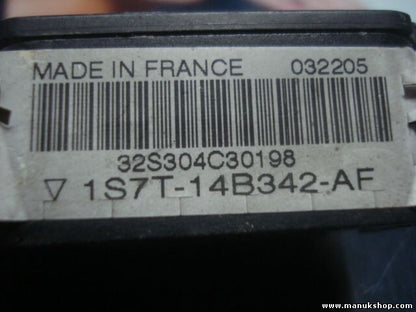 MADE IN FRANCE 032205
32S304C30198
▽ 1S7T-14B342-AF
www.manukshop.com